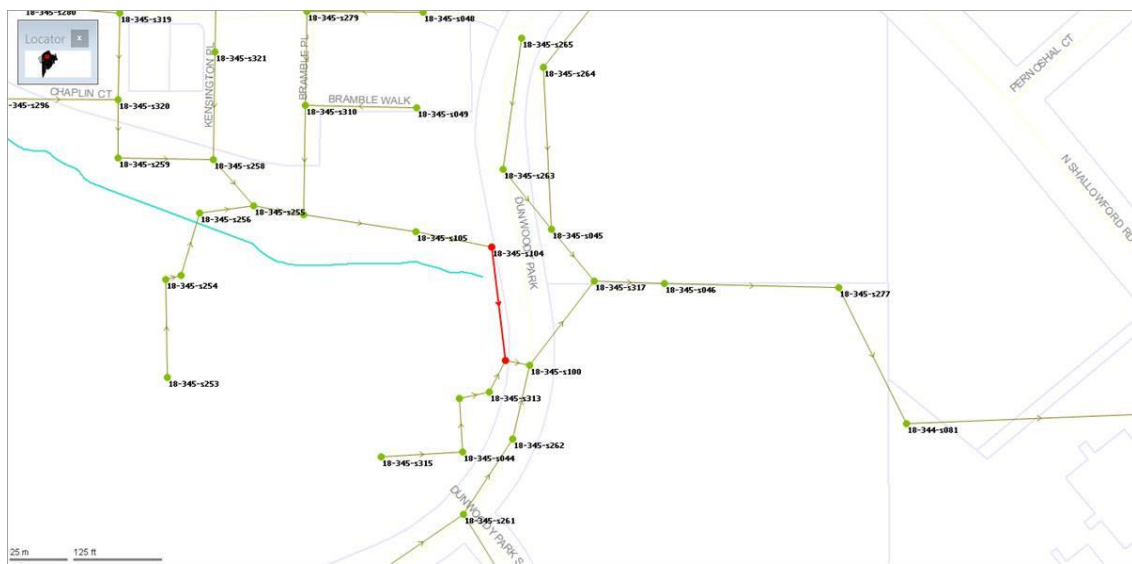 18-345-s280
18-345-s319
18-345-s279
18-345-s048
Locator x
18-345-s265
18-345-s321
18-345-s264
PERNOSHAL CT
CHAPLIN CT
KENSINGTON PL
BRAMBLE PL
BRAMBLE WALK
-345-s296
18-345-s320
18-345-s310
18-345-s049
18-345-s259
18-345-s258
18-345-s263
N SHALLOWFORD RD
18-345-s256
18-345-s255
18-345-s105
DUNWOODY PARK
18-345-s045
18-345-s104
18-345-s254
18-345-s317
18-345-s046
18-345-s277
18-345-s253
18-345-s100
18-345-s313
18-344-s081
18-345-s262
18-345-s315
18-345-s044
DUNWOODY PARK S
18-345-s261
25 m
125 ft